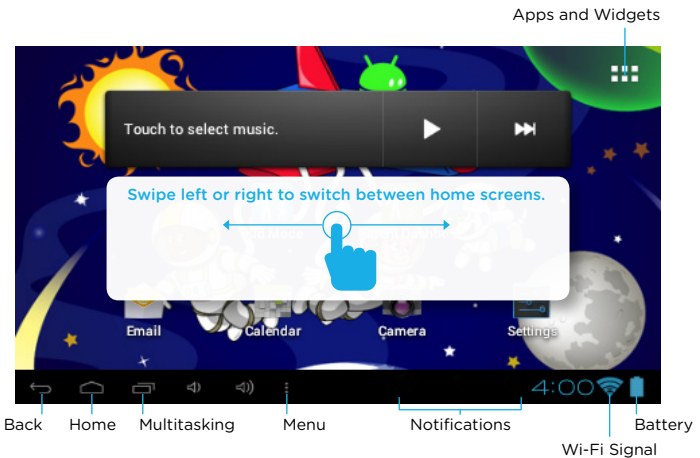 Apps and Widgets
Touch to select music.
Swipe left or right to switch between home screens.
Email Calendar Camera Settings
4:00
Back Home Multitasking Menu Notifications Battery
Wi-Fi Signal